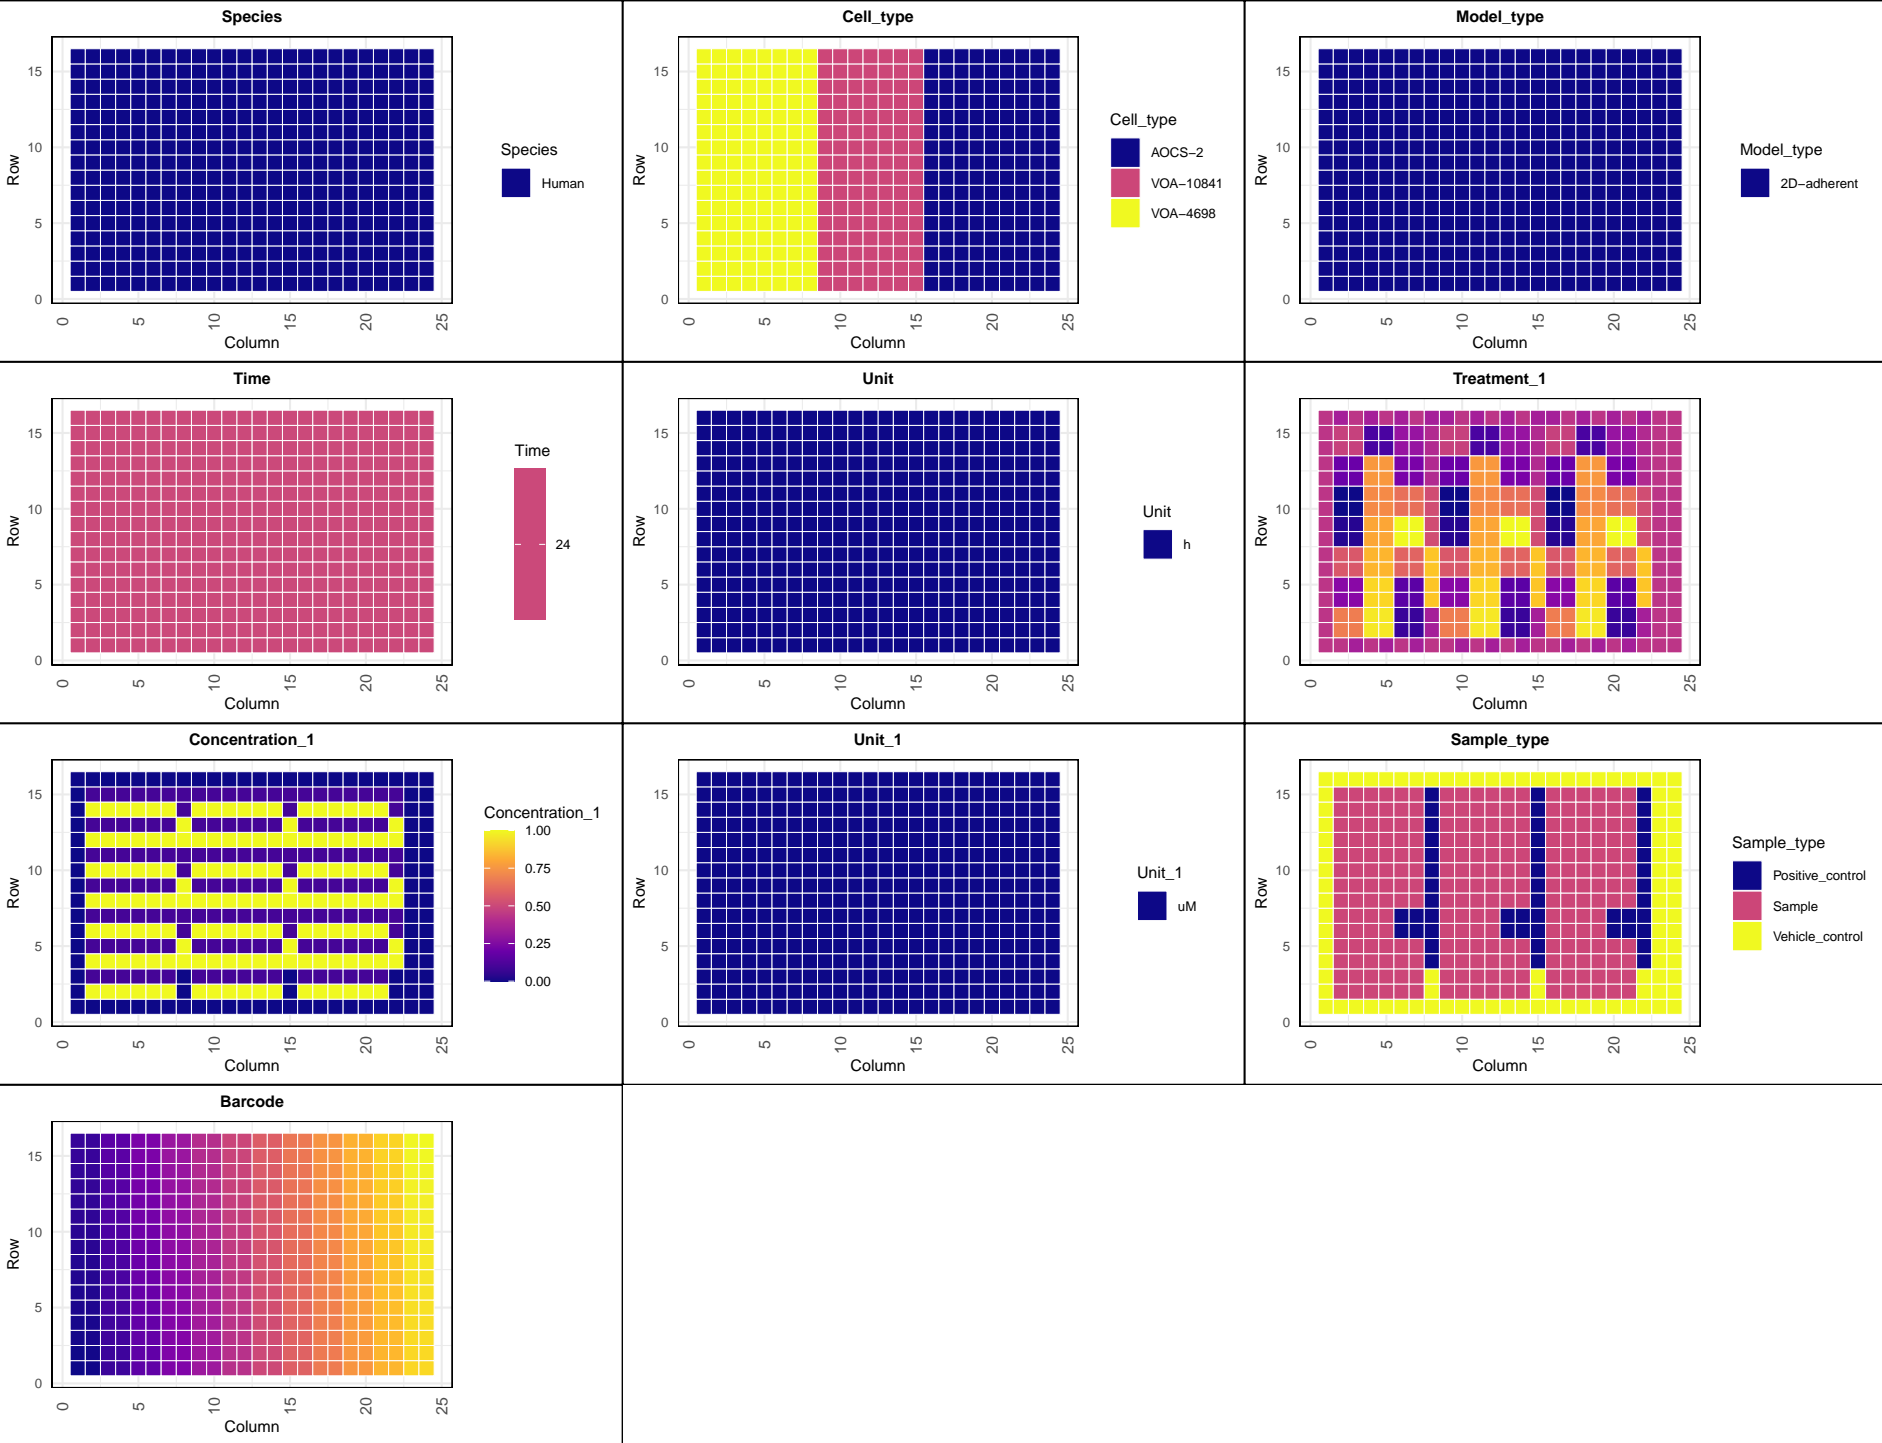 Species
Row
15
10
5
0
0 5 10 15 20 25
Column
Species
Human
Cell_type
Row
15
10
5
0
0 5 10 15 20 25
Column
Cell_type
AOCS−2
VOA−10841
VOA−4698
Model_type
Row
15
10
5
0
0 5 10 15 20 25
Column
Model_type
2D−adherent
Time
Row
15
10
5
0
0 5 10 15 20 25
Column
Time
24
Unit
Row
15
10
5
0
0 5 10 15 20 25
Column
Unit
h
Treatment_1
Row
15
10
5
0
0 5 10 15 20 25
Column
Concentration_1
Row
15
10
5
0
0 5 10 15 20 25
Column
Concentration_1
1.00
0.75
0.50
0.25
0.00
Unit_1
Row
15
10
5
0
0 5 10 15 20 25
Column
Unit_1
uM
Sample_type
Row
15
10
5
0
0 5 10 15 20 25
Column
Sample_type
Positive_control
Sample
Vehicle_control
Barcode
Row
15
10
5
0
0 5 10 15 20 25
Column